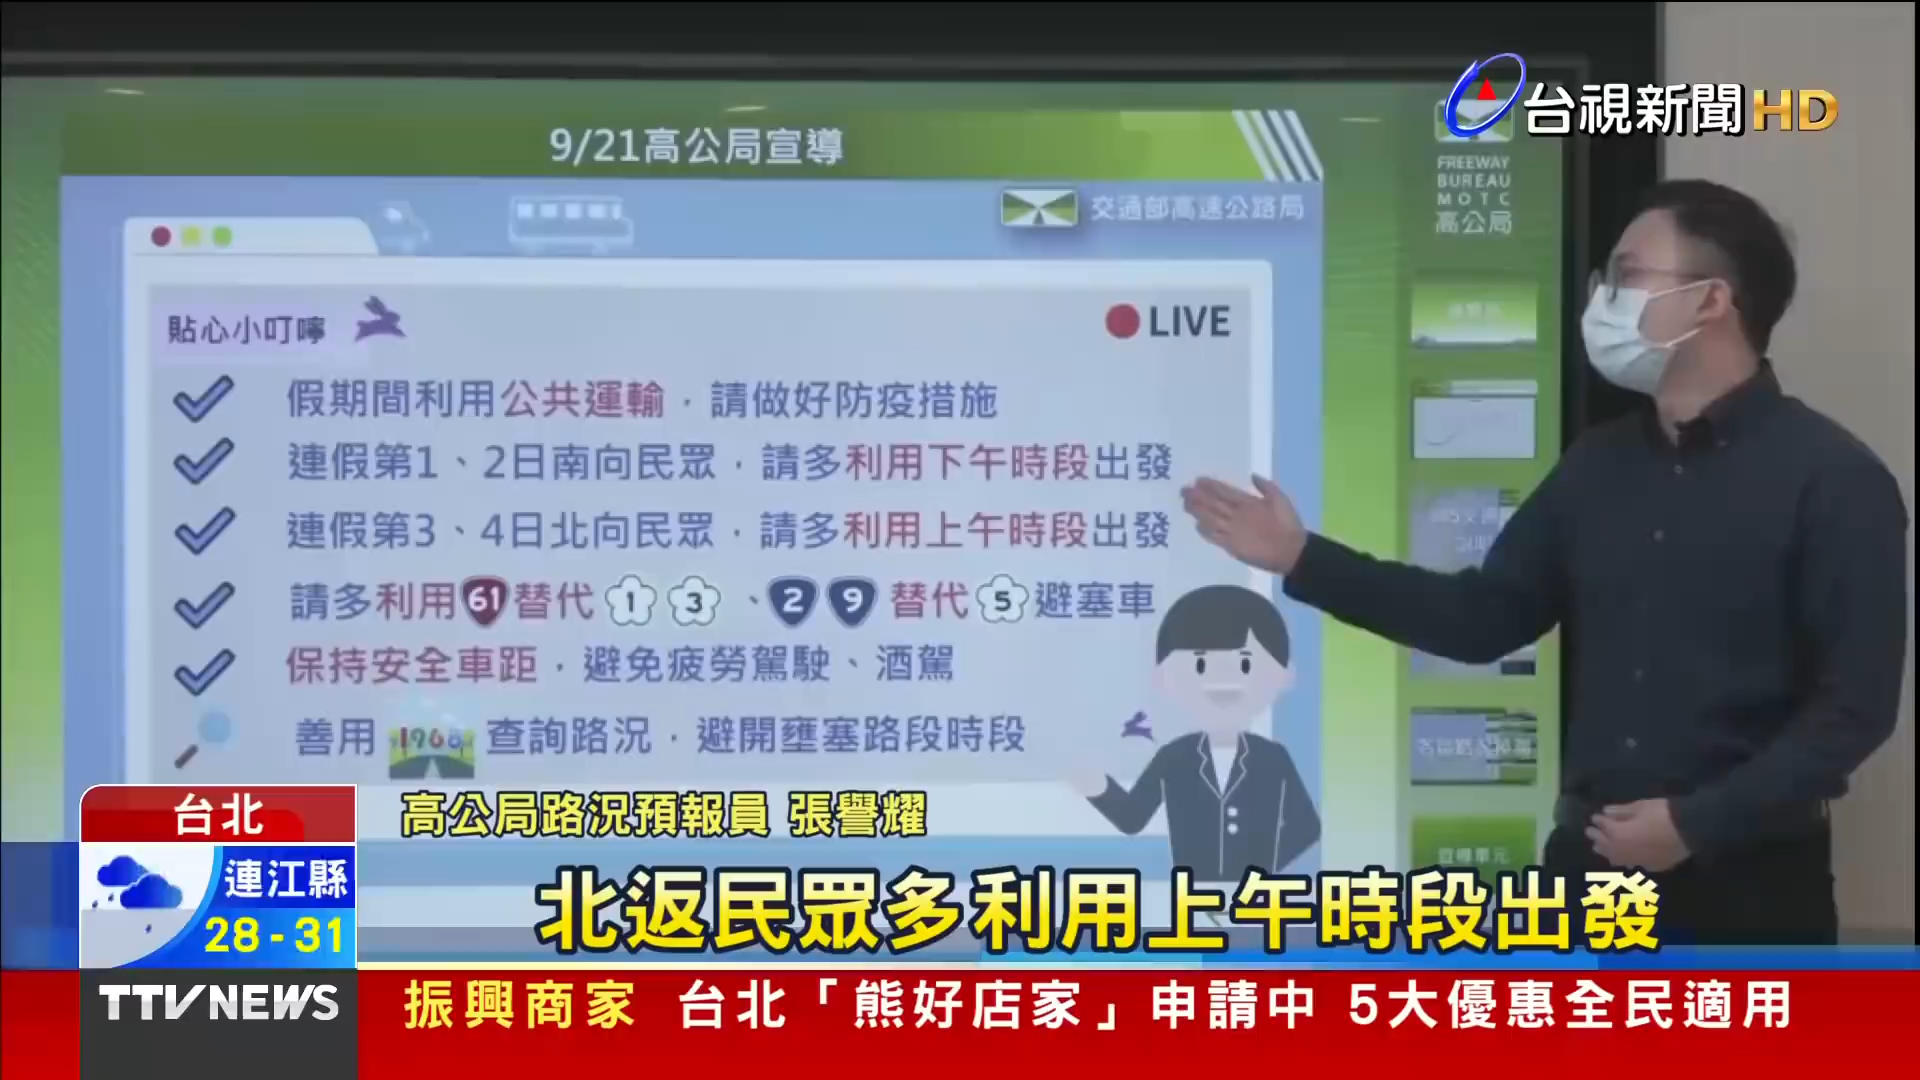 台視新聞HD
9/21高公局宣導
交通部高速公路局
FREEWAY
BUREAU
MOTC
高公局
貼心小叮嚀
LIVE
假期間利用公共運輸，請做好防疫措施
連假第1、2日南向民眾，請多利用下午時段出發
連假第3、4日北向民眾，請多利用上午時段出發
請多利用61替代1 3、2 9替代5避塞車
保持安全車距，避免疲勞駕駛、酒駕
善用1968查詢路況，避開壅塞路段時段
宣導單元
台北
高公局路況預報員 張譽耀
連江縣
28-31
北返民眾多利用上午時段出發
TTV NEWS
振興商家 台北「熊好店家」申請中 5大優惠全民適用